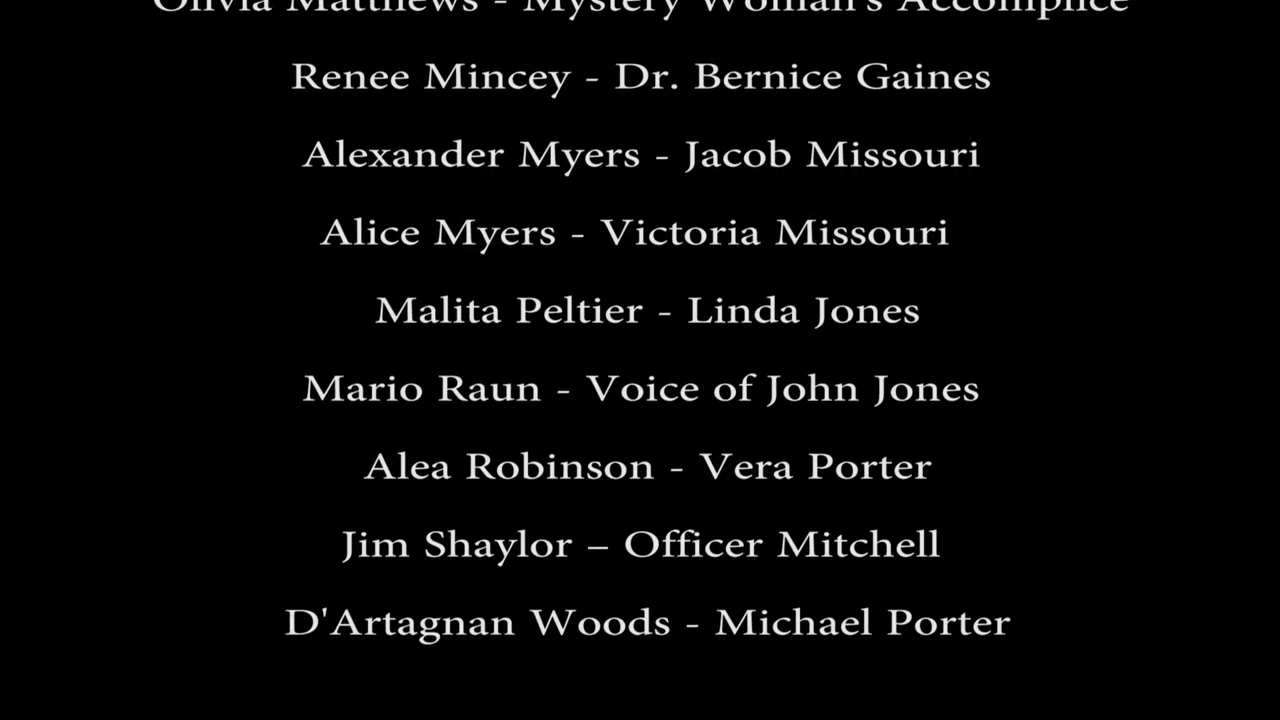 Olivia Matthews - Mystery Woman's Accomplice
Renee Mincey - Dr. Bernice Gaines
Alexander Myers - Jacob Missouri
Alice Myers - Victoria Missouri
Malita Peltier - Linda Jones
Mario Raun - Voice of John Jones
Alea Robinson - Vera Porter
Jim Shaylor – Officer Mitchell
D'Artagnan Woods - Michael Porter